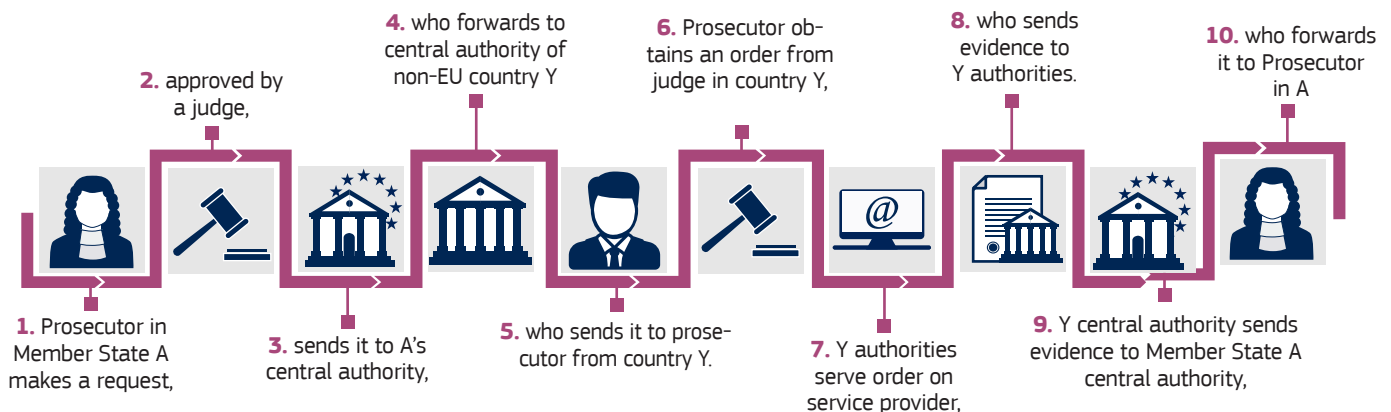 1. Prosecutor in
Member State A
makes a request,
2. approved by
a judge,
3. sends it to A's
central authority,
4. who forwards to
central authority of
non-EU country Y
5. who sends it to prose-
cutor from country Y.
6. Prosecutor ob-
tains an order from
judge in country Y,
@
7. Y authorities
serve order on
service provider,
8. who sends
evidence to
Y authorities.
9. Y central authority sends
evidence to Member State A
central authority,
10. who forwards
it to Prosecutor
in A